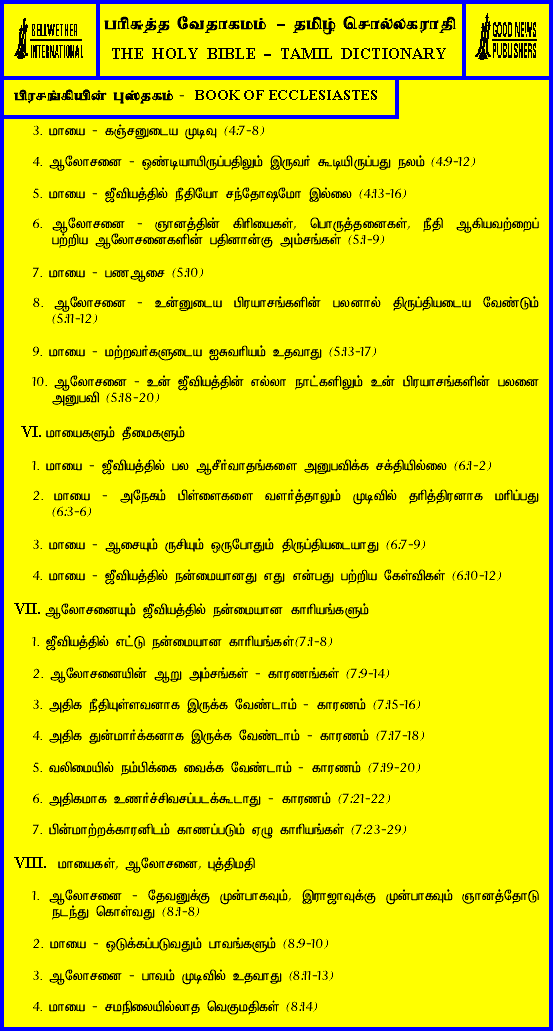 BELLWETHER
INTERNATIONAL
பரிசுத்த வேதாகமம் – தமிழ் சொல்லகராதி
THE HOLY BIBLE – TAMIL DICTIONARY
GOOD NEWS
PUBLISHERS
பிரசங்கியின் புஸ்தகம் - BOOK OF ECCLESIASTES
3. மாயை - கஞ்சனுடைய முடிவு (4:7-8)
4. ஆலோசனை - ஒண்டியாயிருப்பதிலும் இருவர் கூடியிருப்பது நலம் (4:9-12)
5. மாயை - ஜீவியத்தில் நீதியோ சந்தோஷமோ இல்லை (4:13-16)
6. ஆலோசனை - ஞானத்தின் கிரியைகள், பொருத்தனைகள், நீதி ஆகியவற்றைப்
பற்றிய ஆலோசனைகளின் பதினான்கு அம்சங்கள் (5:1-9)
7. மாயை - பணஆசை (5:10)
8. ஆலோசனை - உன்னுடைய பிரயாசங்களின் பலனால் திருப்தியடைய வேண்டும்
(5:11-12)
9. மாயை - மற்றவர்களுடைய ஐசுவரியம் உதவாது (5:13-17)
10. ஆலோசனை - உன் ஜீவியத்தின் எல்லா நாட்களிலும் உன் பிரயாசங்களின் பலனை
அனுபவி (5:18-20)
VI. மாயைகளும் தீமைகளும்
1. மாயை - ஜீவியத்தில் பல ஆசீர்வாதங்களை அனுபவிக்க சக்தியில்லை (6:1-2)
2. மாயை - அநேகம் பிள்ளைகளை வளர்த்தாலும் முடிவில் தரித்திரனாக மரிப்பது
(6:3-6)
3. மாயை - ஆசையும் ருசியும் ஒருபோதும் திருப்தியடையாது (6:7-9)
4. மாயை - ஜீவியத்தில் நன்மையானது எது என்பது பற்றிய கேள்விகள் (6:10-12)
VII. ஆலோசனையும் ஜீவியத்தில் நன்மையான காரியங்களும்
1. ஜீவியத்தில் எட்டு நன்மையான காரியங்கள்(7:1-8)
2. ஆலோசனையின் ஆறு அம்சங்கள் - காரணங்கள் (7:9-14)
3. அதிக நீதியுள்ளவனாக இருக்க வேண்டாம் - காரணம் (7:15-16)
4. அதிக துன்மார்க்கனாக இருக்க வேண்டாம் - காரணம் (7:17-18)
5. வலிமையில் நம்பிக்கை வைக்க வேண்டாம் - காரணம் (7:19-20)
6. அதிகமாக உணர்ச்சிவசப்படக்கூடாது - காரணம் (7:21-22)
7. பின்மாற்றக்காரனிடம் காணப்படும் ஏழு காரியங்கள் (7:23-29)
VIII. மாயைகள், ஆலோசனை, புத்திமதி
1. ஆலோசனை - தேவனுக்கு முன்பாகவும், இராஜாவுக்கு முன்பாகவும் ஞானத்தோடு
நடந்து கொள்வது (8:1-8)
2. மாயை - ஒடுக்கப்படுவதும் பாவங்களும் (8:9-10)
3. ஆலோசனை - பாவம் முடிவில் உதவாது (8:11-13)
4. மாயை - சமநிலையில்லாத வெகுமதிகள் (8:14)